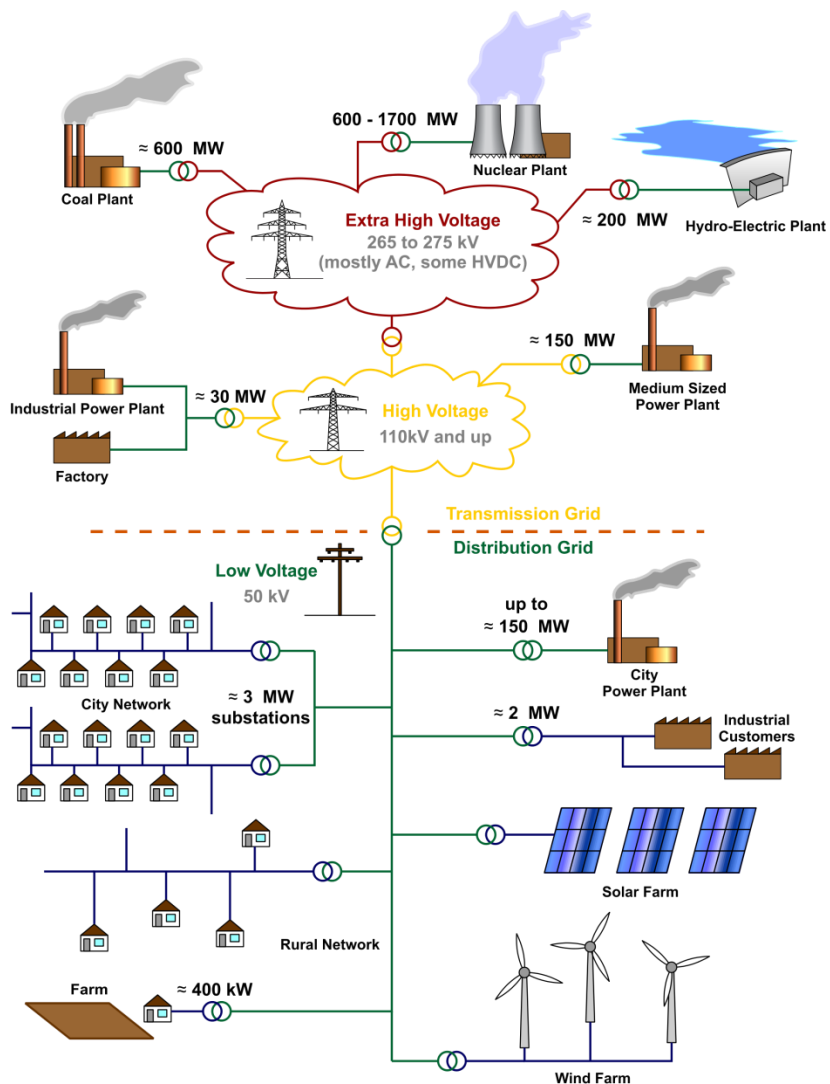 ≈ 600 MW
Coal Plant
600 - 1700 MW
Nuclear Plant
≈ 200 MW
Hydro-Electric Plant
Extra High Voltage
265 to 275 kV
(mostly AC, some HVDC)
≈ 150 MW
Medium Sized
Power Plant
≈ 30 MW
Industrial Power Plant
Factory
High Voltage
110kV and up
Transmission Grid
Distribution Grid
Low Voltage
50 kV
up to
≈ 150 MW
City
Power Plant
City Network
≈ 3 MW
substations
≈ 2 MW
Industrial
Customers
Solar Farm
Rural Network
Farm
≈ 400 kW
Wind Farm